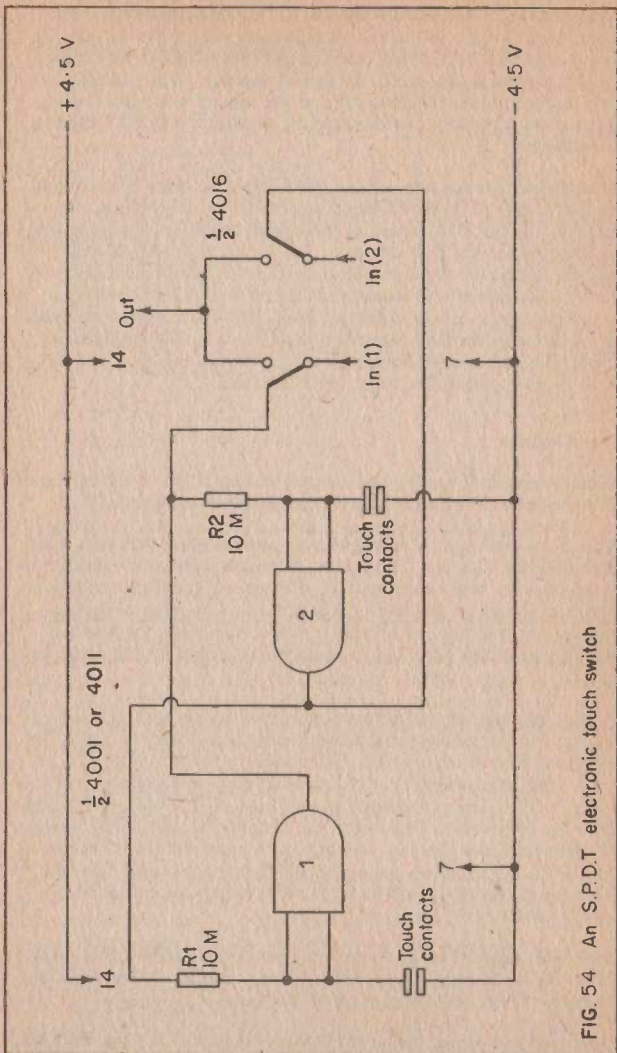 + 4·5 V
14
½ 4001 or 4011
14
Out
½ 4016
R1
10 M
R2
10 M
1
2
In (1)
In (2)
Touch
contacts
Touch
contacts
7
7
– 4·5 V
FIG. 54 An S.P.D.T electronic touch switch